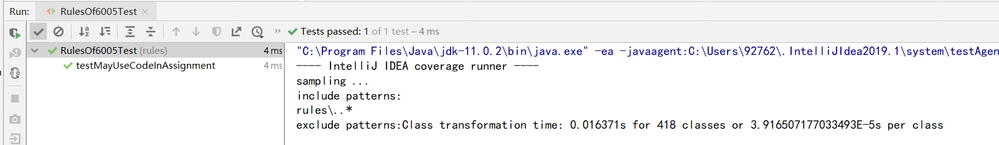 Run: RulesOf6005Test
Tests passed: 1 of 1 test – 4 ms
RulesOf6005Test (rules) 4 ms
testMayUseCodeInAssignment 4 ms
"C:\Program Files\Java\jdk-11.0.2\bin\java.exe" -ea -javaagent:C:\Users\92762\.IntelliJIdea2019.1\system\testAgen
---- IntelliJ IDEA coverage runner ----
sampling ...
include patterns:
rules\..*
exclude patterns:Class transformation time: 0.016371s for 418 classes or 3.916507177033493E-5s per class